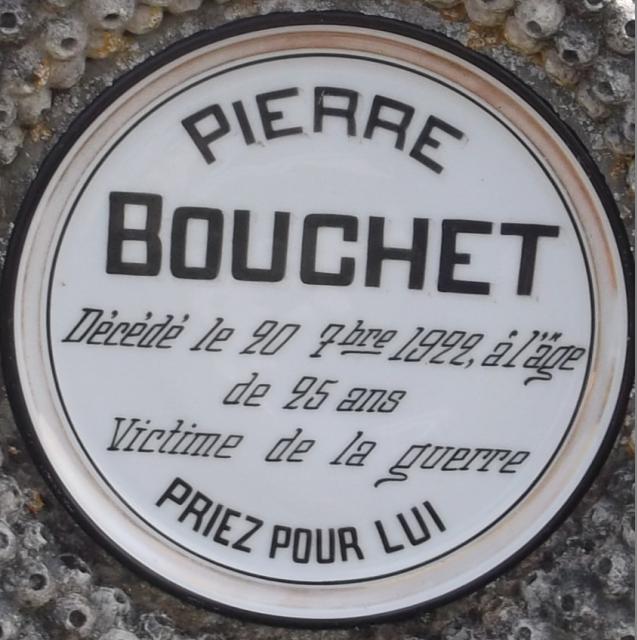 PIERRE
BOUCHET
Décédé le 20 7bre 1922, à l'âge
de 25 ans
Victime de la guerre
PRIEZ POUR LUI